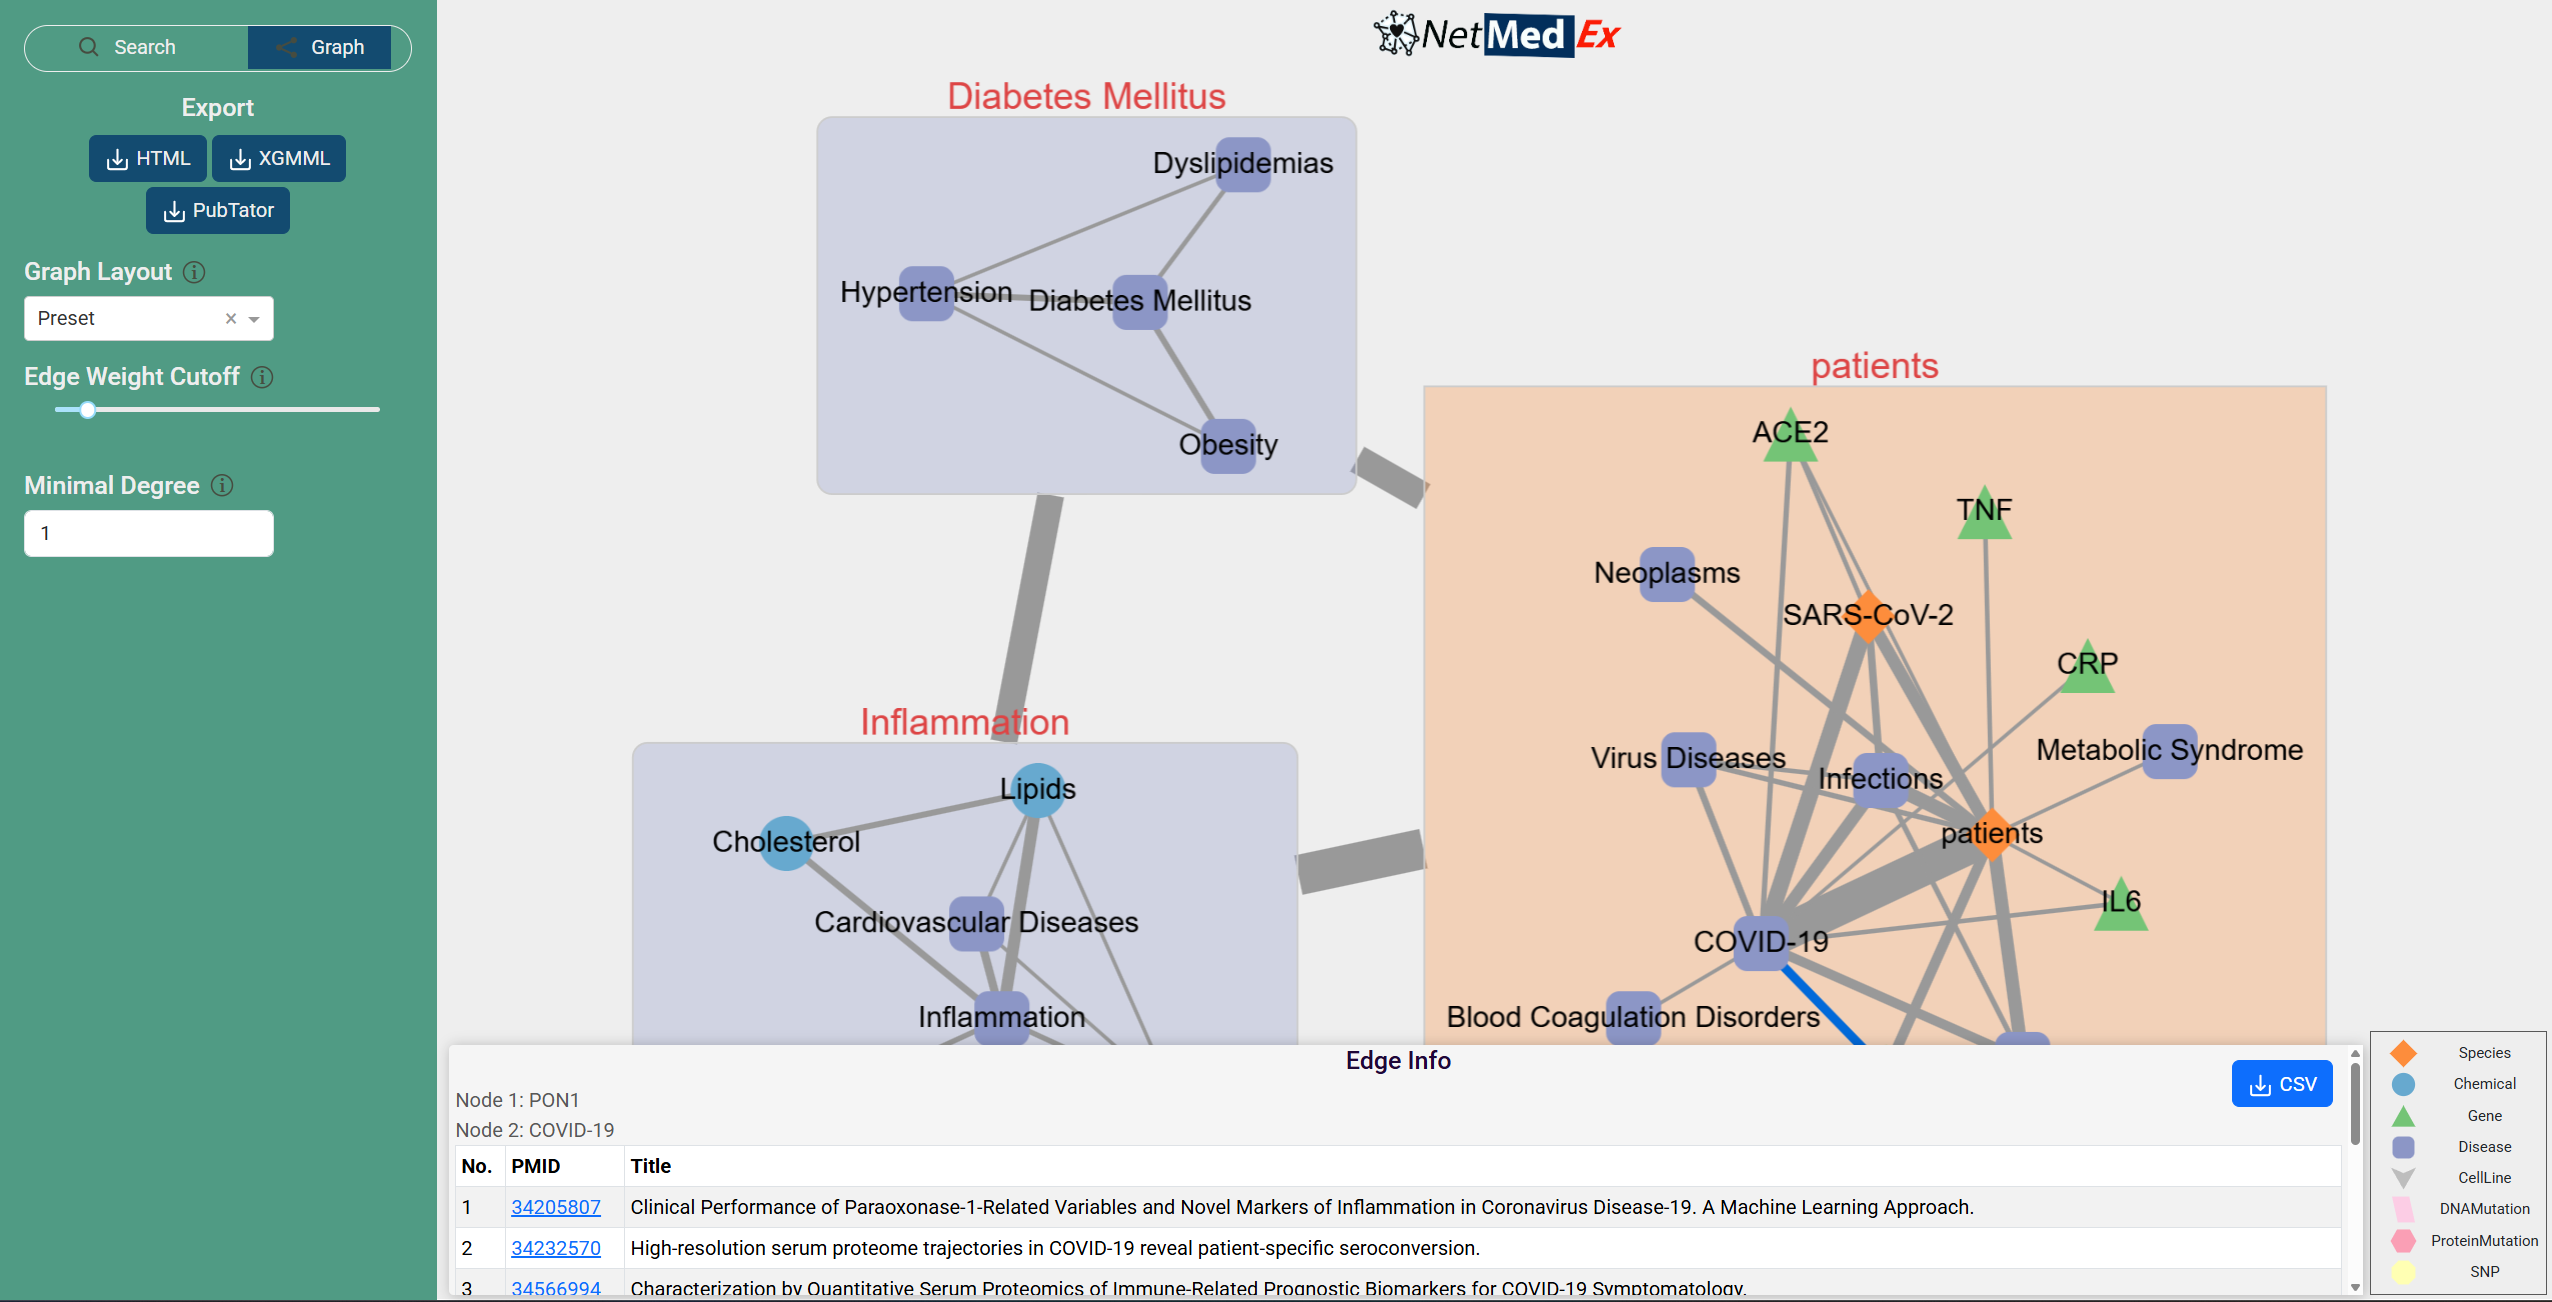 Search
Graph
Export
HTML
XGMML
PubTator
Graph Layout
Preset
Edge Weight Cutoff
Minimal Degree
1
NetMedEx
Diabetes Mellitus
Dyslipidemias
Hypertension
Diabetes Mellitus
Obesity
patients
ACE2
TNF
Neoplasms
SARS-CoV-2
CRP
Virus Diseases
Infections
Metabolic Syndrome
patients
IL6
COVID-19
Blood Coagulation Disorders
Inflammation
Lipids
Cholesterol
Cardiovascular Diseases
Inflammation
Edge Info
CSV
Node 1: PON1
Node 2: COVID-19
No. PMID Title
1 34205807 Clinical Performance of Paraoxonase-1-Related Variables and Novel Markers of Inflammation in Coronavirus Disease-19. A Machine Learning Approach.
2 34232570 High-resolution serum proteome trajectories in COVID-19 reveal patient-specific seroconversion.
3 34566994 Characterization by Quantitative Serum Proteomics of Immune-Related Prognostic Biomarkers for COVID-19 Symptomatology.
Species
Chemical
Gene
Disease
CellLine
DNAMutation
ProteinMutation
SNP